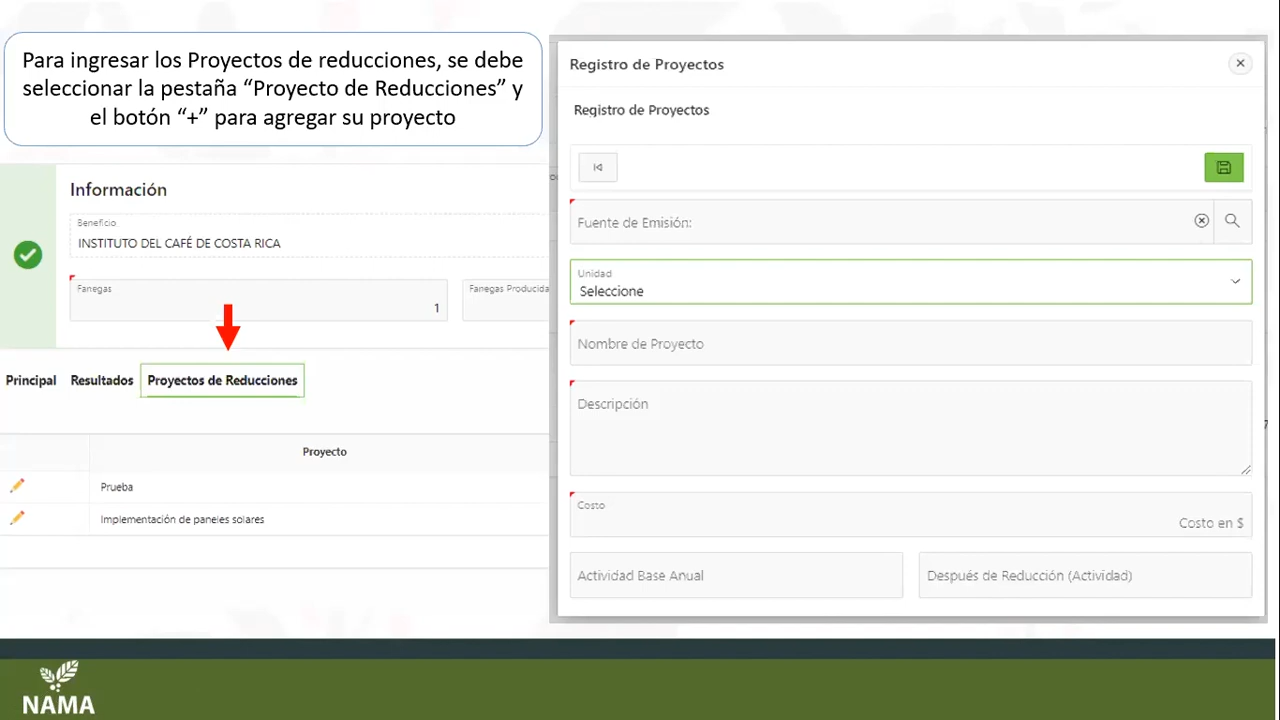 Para ingresar los Proyectos de reducciones, se debe
seleccionar la pestaña “Proyecto de Reducciones” y
el botón “+” para agregar su proyecto
Información
Beneficio
INSTITUTO DEL CAFÉ DE COSTA RICA
Fanegas
1
Fanegas Producida
Principal
Resultados
Proyectos de Reducciones
Proyecto
Prueba
Implementación de paneles solares
Registro de Proyectos
Registro de Proyectos
Fuente de Emisión:
Unidad
Seleccione
Nombre de Proyecto
Descripción
Costo
Costo en $
Actividad Base Anual
Después de Reducción (Actividad)
NAMA